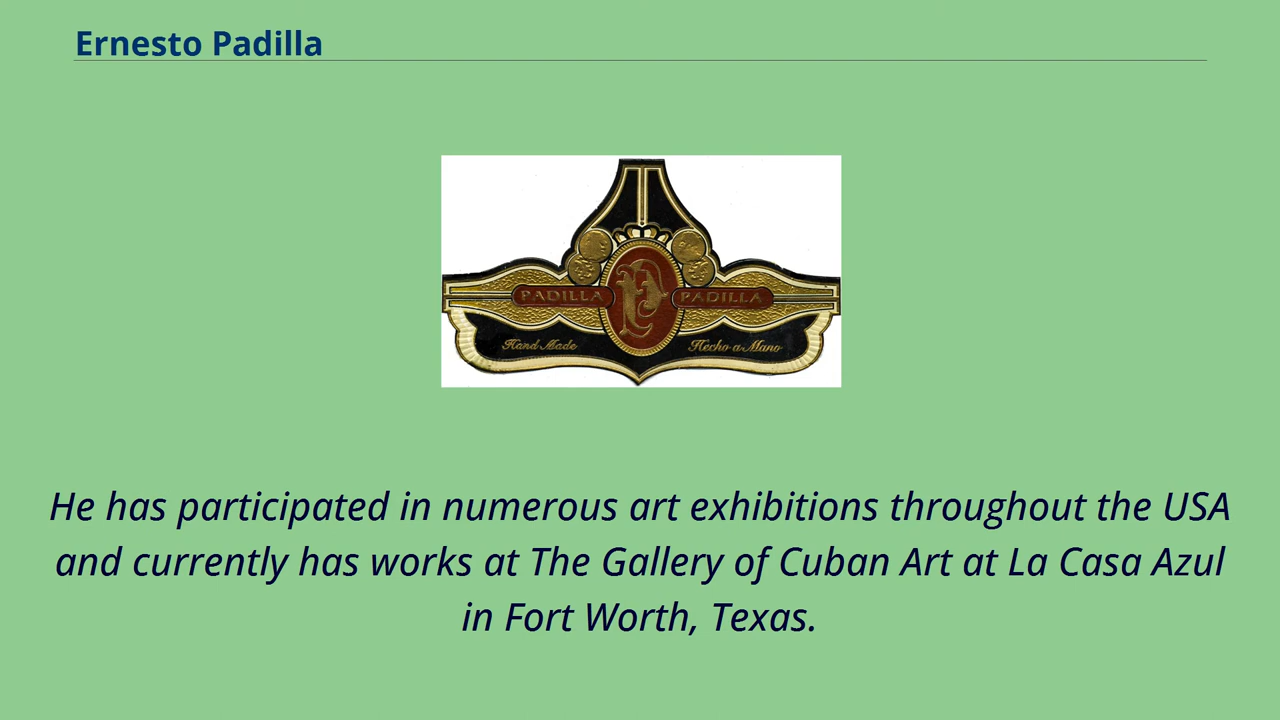 Ernesto Padilla
PADILLA PADILLA
Hand Made Hecho a Mano
He has participated in numerous art exhibitions throughout the USA
and currently has works at The Gallery of Cuban Art at La Casa Azul
in Fort Worth, Texas.